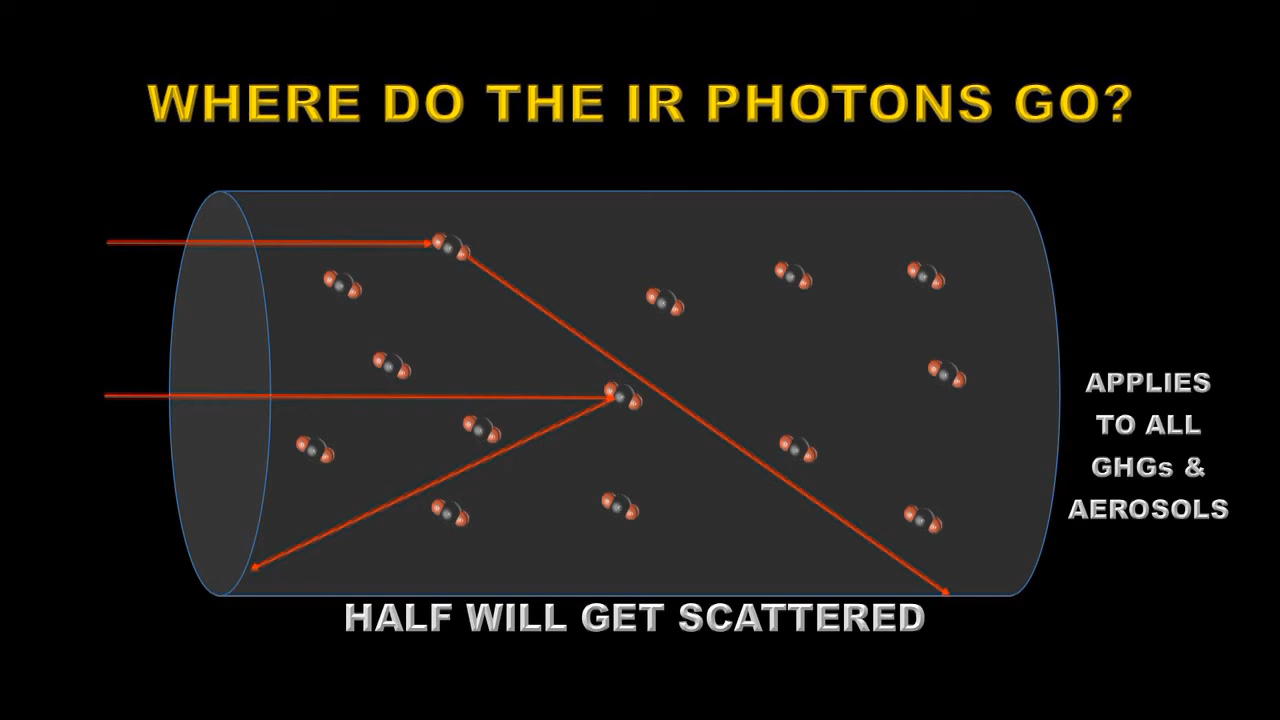 WHERE DO THE IR PHOTONS GO?
APPLIES
TO ALL
GHGs &
AEROSOLS
HALF WILL GET SCATTERED